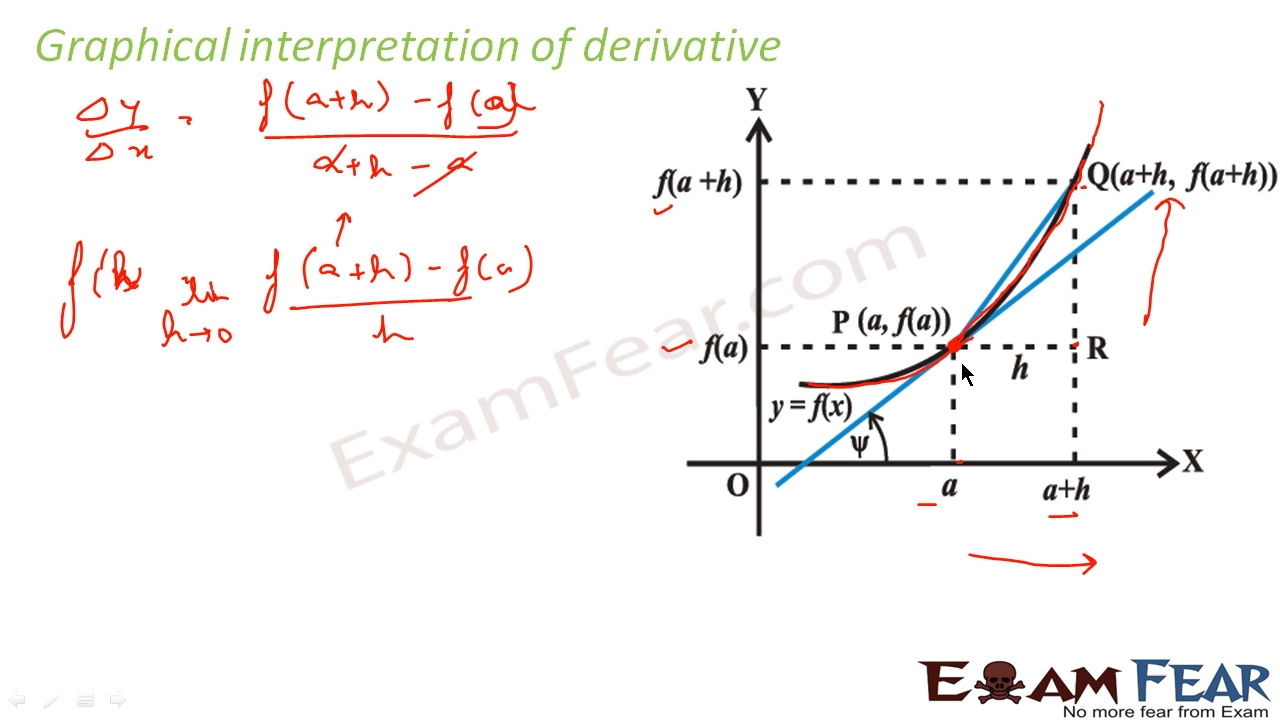 Graphical interpretation of derivative
Δy = f(a+h) - f(a)
Δx a+h - a
lim f(a+h) - f(a)
h→0 h
Y
f(a +h)
Q(a+h, f(a+h))
P (a, f(a))
f(a)
R
h
y = f(x)
ψ
X
O
a
a+h
ExamFear.com
EXAM FEAR
No more fear from Exam